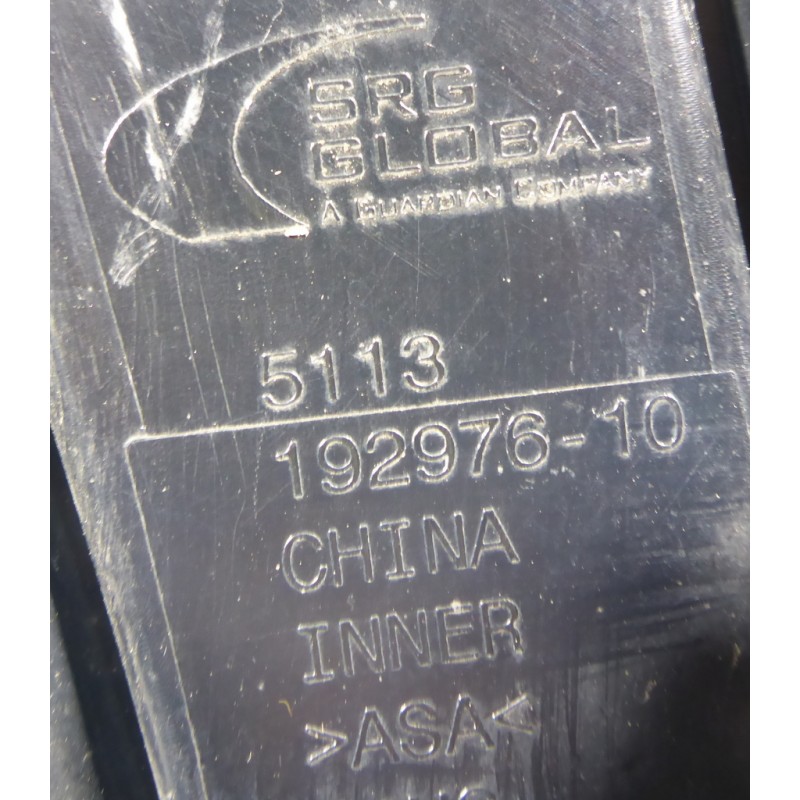 SRG
GLOBAL
A GUARDIAN COMPANY
5113
192976-10
CHINA
INNER
>ASA<